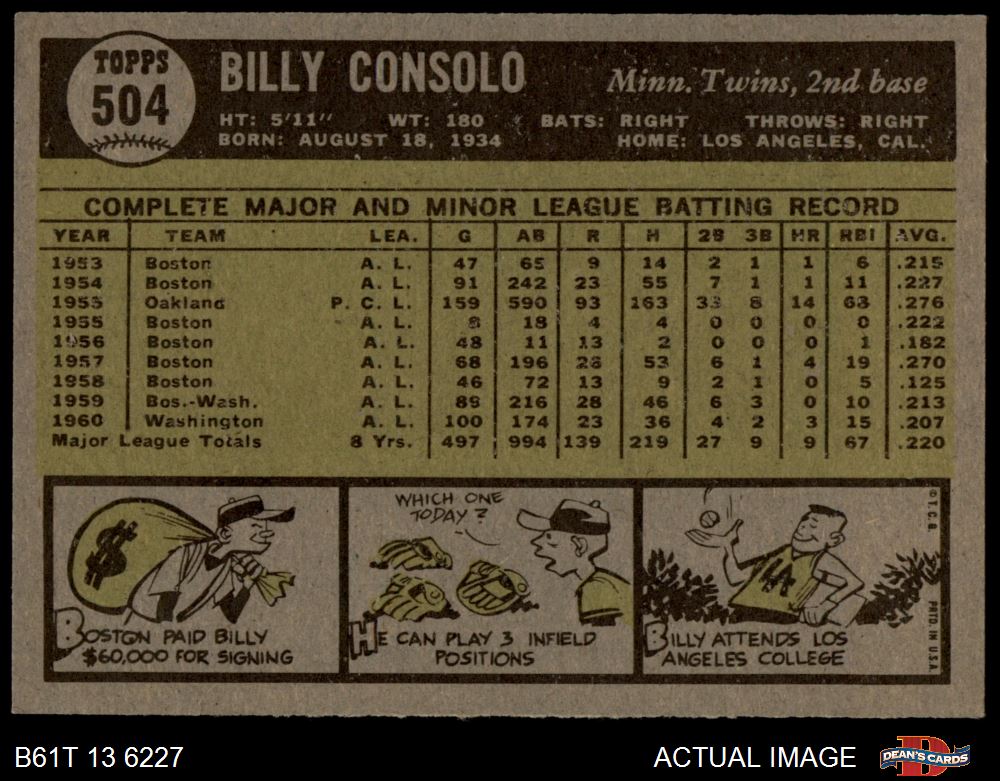 TOPPS
504
BILLY CONSOLO
Minn. Twins, 2nd base
HT: 5'11" WT: 180 BATS: RIGHT THROWS: RIGHT
BORN: AUGUST 18, 1934 HOME: LOS ANGELES, CAL.
COMPLETE MAJOR AND MINOR LEAGUE BATTING RECORD
YEAR TEAM LEA. G AB R H 2B 3B HR RBI AVG.
1953 Boston A. L. 47 65 9 14 2 1 1 6 .215
1954 Boston A. L. 91 242 23 55 7 1 1 11 .227
1955 Oakland P. C. L. 159 590 93 163 33 8 14 63 .276
1955 Boston A. L. 8 18 4 4 0 0 0 0 .222
1956 Boston A. L. 48 11 13 2 0 0 0 1 .182
1957 Boston A. L. 68 196 26 53 6 1 4 19 .270
1958 Boston A. L. 46 72 13 9 2 1 0 5 .125
1959 Bos.-Wash. A. L. 89 216 28 46 6 3 0 10 .213
1960 Washington A. L. 100 174 23 36 4 2 3 15 .207
Major League Totals 8 Yrs. 497 994 139 219 27 9 9 67 .220
BOSTON PAID BILLY
$60,000 FOR SIGNING
WHICH ONE
TODAY?
HE CAN PLAY 3 INFIELD
POSITIONS
LA
BILLY ATTENDS LOS
ANGELES COLLEGE
© T.C.G. PRTD IN U.S.A.
B61T 13 6227
ACTUAL IMAGE
DEAN'S CARDS